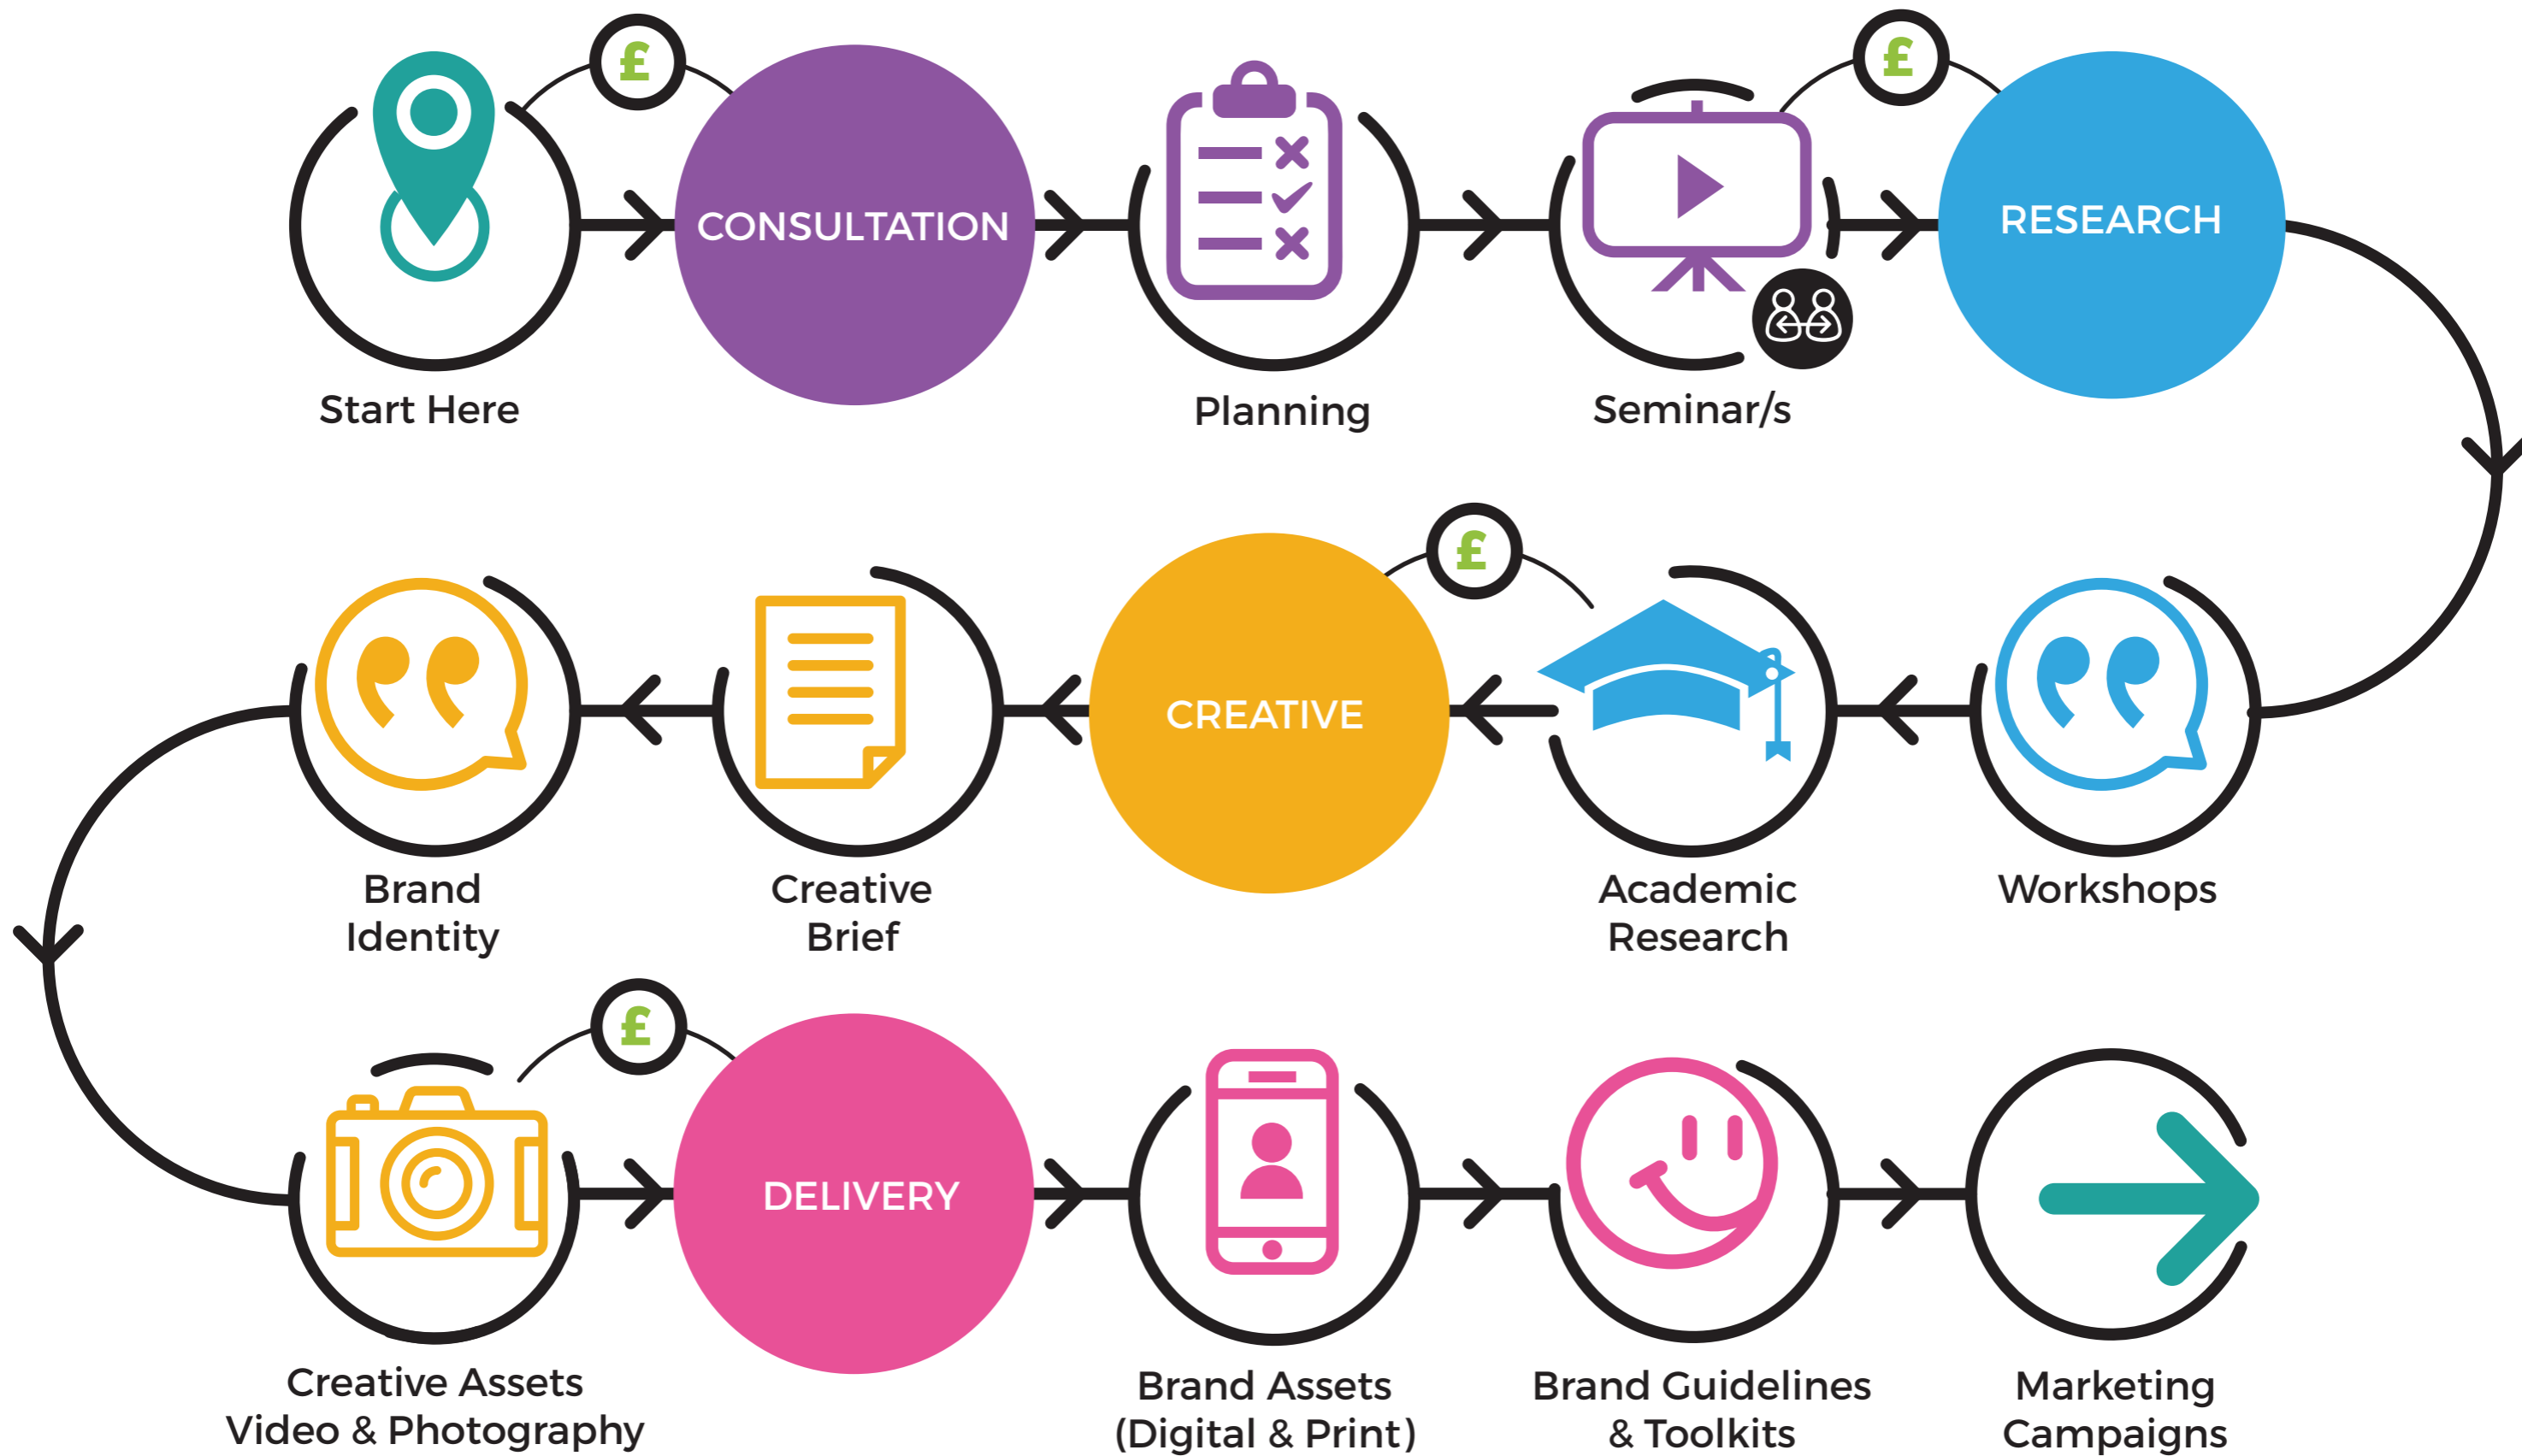 £
£
CONSULTATION
RESEARCH
Start Here
Planning
Seminar/s
£
CREATIVE
Brand
Identity
Creative
Brief
Academic
Research
Workshops
£
DELIVERY
Creative Assets
Video & Photography
Brand Assets
(Digital & Print)
Brand Guidelines
& Toolkits
Marketing
Campaigns